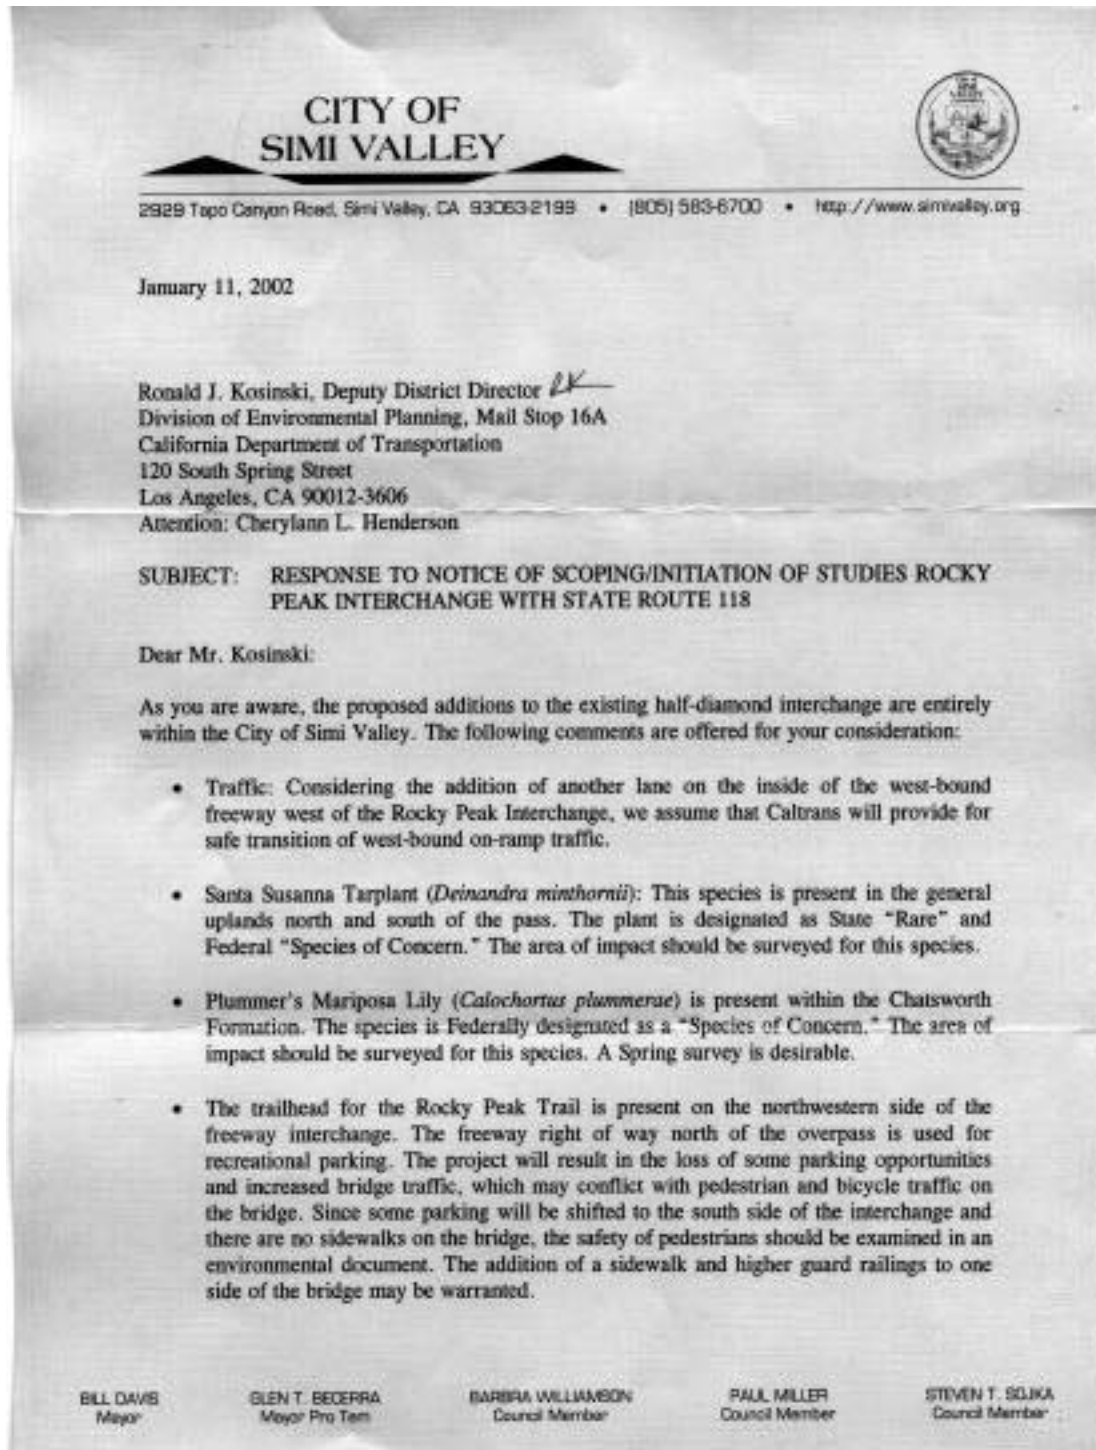 CITY OF
SIMI VALLEY
2929 Tapo Canyon Road, Simi Valley, CA 93063-2199 • (805) 583-6700 • http://www.simivalley.org
January 11, 2002
Ronald J. Kosinski, Deputy District Director RK
Division of Environmental Planning, Mail Stop 16A
California Department of Transportation
120 South Spring Street
Los Angeles, CA 90012-3606
Attention: Cherylann L. Henderson
SUBJECT: RESPONSE TO NOTICE OF SCOPING/INITIATION OF STUDIES ROCKY
PEAK INTERCHANGE WITH STATE ROUTE 118
Dear Mr. Kosinski:
As you are aware, the proposed additions to the existing half-diamond interchange are entirely
within the City of Simi Valley. The following comments are offered for your consideration:
• Traffic: Considering the addition of another lane on the inside of the west-bound
freeway west of the Rocky Peak Interchange, we assume that Caltrans will provide for
safe transition of west-bound on-ramp traffic.
• Santa Susanna Tarplant (Deinandra minthornii): This species is present in the general
uplands north and south of the pass. The plant is designated as State "Rare" and
Federal "Species of Concern." The area of impact should be surveyed for this species.
• Plummer's Mariposa Lily (Calochortus plummerae) is present within the Chatsworth
Formation. The species is Federally designated as a "Species of Concern." The area of
impact should be surveyed for this species. A Spring survey is desirable.
• The trailhead for the Rocky Peak Trail is present on the northwestern side of the
freeway interchange. The freeway right of way north of the overpass is used for
recreational parking. The project will result in the loss of some parking opportunities
and increased bridge traffic, which may conflict with pedestrian and bicycle traffic on
the bridge. Since some parking will be shifted to the south side of the interchange and
there are no sidewalks on the bridge, the safety of pedestrians should be examined in an
environmental document. The addition of a sidewalk and higher guard railings to one
side of the bridge may be warranted.
BILL DAVIS GLEN T. BECERRA BARBRA WILLIAMSON PAUL MILLER STEVEN T. SOJKA
Mayor Mayor Pro Tem Council Member Council Member Council Member